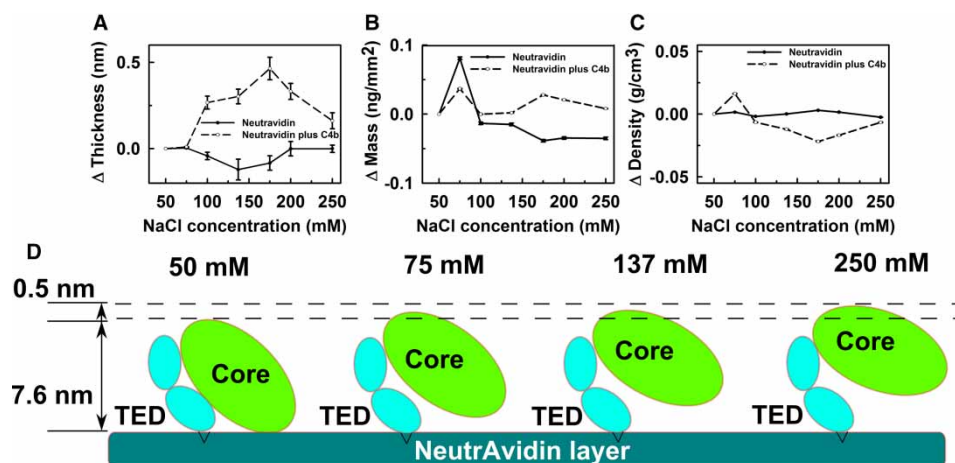 A
Δ Thickness (nm)
0.5
0.0
Neutravidin
Neutravidin plus C4b
50 100 150 200 250
NaCl concentration (mM)
B
Δ Mass (ng/mm²)
0.1
0.0
-0.1
Neutravidin
Neutravidin plus C4b
50 100 150 200 250
NaCl concentration (mM)
C
Δ Density (g/cm³)
0.05
0.00
-0.05
Neutravidin
Neutravidin plus C4b
50 100 150 200 250
NaCl concentration (mM)
D
50 mM 75 mM 137 mM 250 mM
0.5 nm
7.6 nm
Core Core Core Core
TED TED TED TED
NeutrAvidin layer